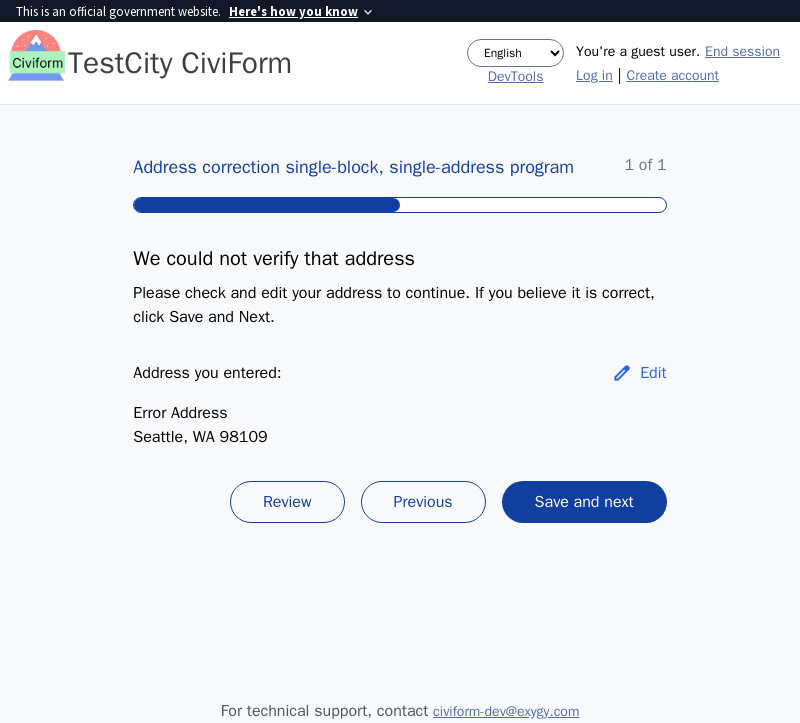 This is an official government website. Here's how you know
Civiform
TestCity CiviForm
English
You're a guest user. End session
DevTools
Log in | Create account
Address correction single-block, single-address program
1 of 1
We could not verify that address
Please check and edit your address to continue. If you believe it is correct,
click Save and Next.
Address you entered:
Edit
Error Address
Seattle, WA 98109
Review
Previous
Save and next
For technical support, contact civiform-dev@exygy.com